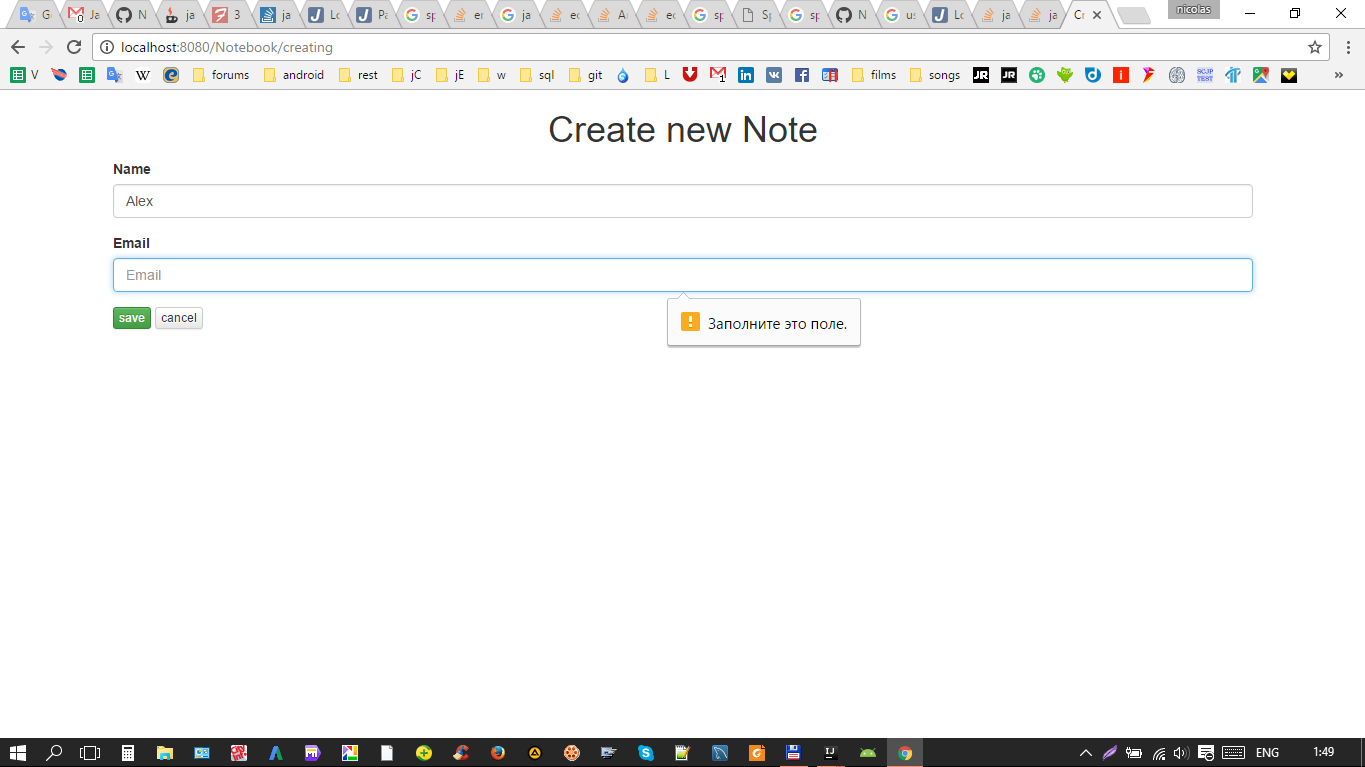 G
Ja
N
ja
3
ja
Lo
Pa
sp
er
ja
ec
A
ec
sp
Sp
sp
N
us
Lo
ja
ja
Cr
nicolas
localhost:8080/Notebook/creating
V
W
forums
android
rest
jC
jE
w
sql
git
L
forums
films
songs
JR
JR
SCJP
TEST
»
Create new Note
Name
Alex
Email
Email
save cancel
Заполните это поле.
ENG
1:49